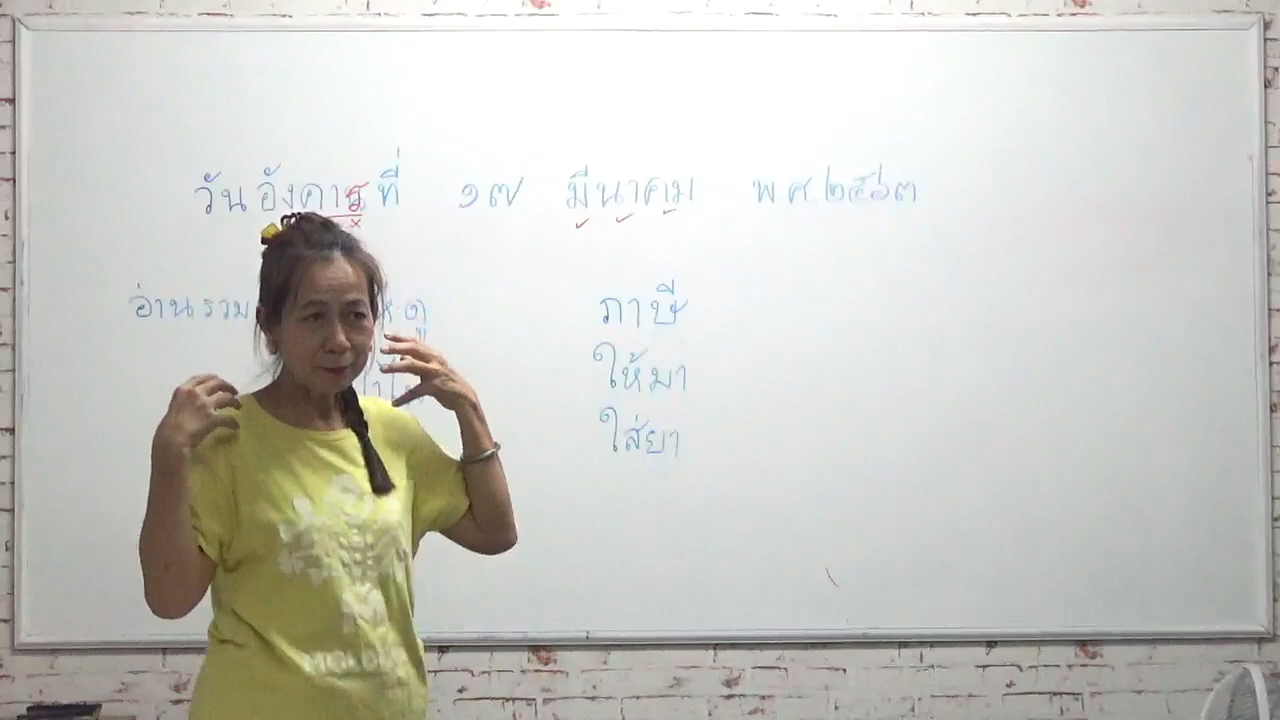 วันอังคารที่ ๑๗ มีนาคม พ.ศ.๒๕๖๓
อ่านรวม
ภาษี
ให้มา
ใส่ยา